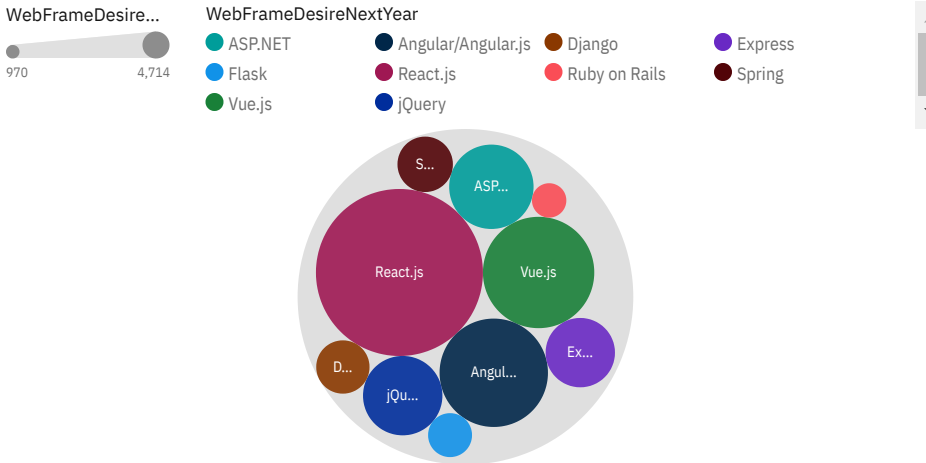 WebFrameDesire...
970 4,714
WebFrameDesireNextYear
ASP.NET Angular/Angular.js Django Express
Flask React.js Ruby on Rails Spring
Vue.js jQuery
S...
ASP...
React.js
Vue.js
Ex...
D...
Angul...
jQu...